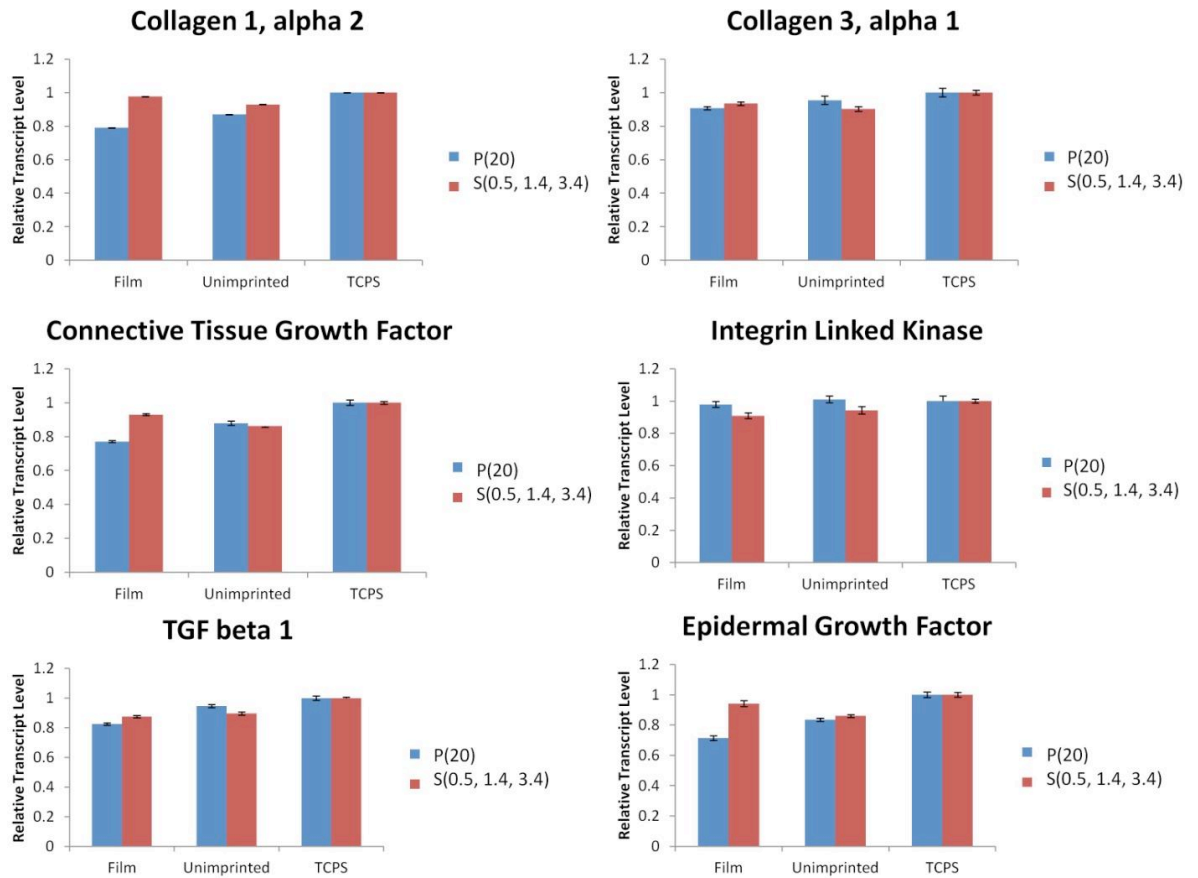 Collagen 1, alpha 2
Relative Transcript Level
1.2
1
0.8
0.6
0.4
0.2
0
Film
Unimprinted
TCPS
P(20)
S(0.5, 1.4, 3.4)
Collagen 3, alpha 1
Relative Transcript Level
1.2
1
0.8
0.6
0.4
0.2
0
Film
Unimprinted
TCPS
P(20)
S(0.5, 1.4, 3.4)
Connective Tissue Growth Factor
Relative Transcript Level
1.2
1
0.8
0.6
0.4
0.2
0
Film
Unimprinted
TCPS
P(20)
S(0.5, 1.4, 3.4)
Integrin Linked Kinase
Relative Transcript Level
1.2
1
0.8
0.6
0.4
0.2
0
Film
Unimprinted
TCPS
P(20)
S(0.5, 1.4, 3.4)
TGF beta 1
Relative Transcript Level
1.2
1
0.8
0.6
0.4
0.2
0
Film
Unimprinted
TCPS
P(20)
S(0.5, 1.4, 3.4)
Epidermal Growth Factor
Relative Transcript Level
1.2
1
0.8
0.6
0.4
0.2
0
Film
Unimprinted
TCPS
P(20)
S(0.5, 1.4, 3.4)